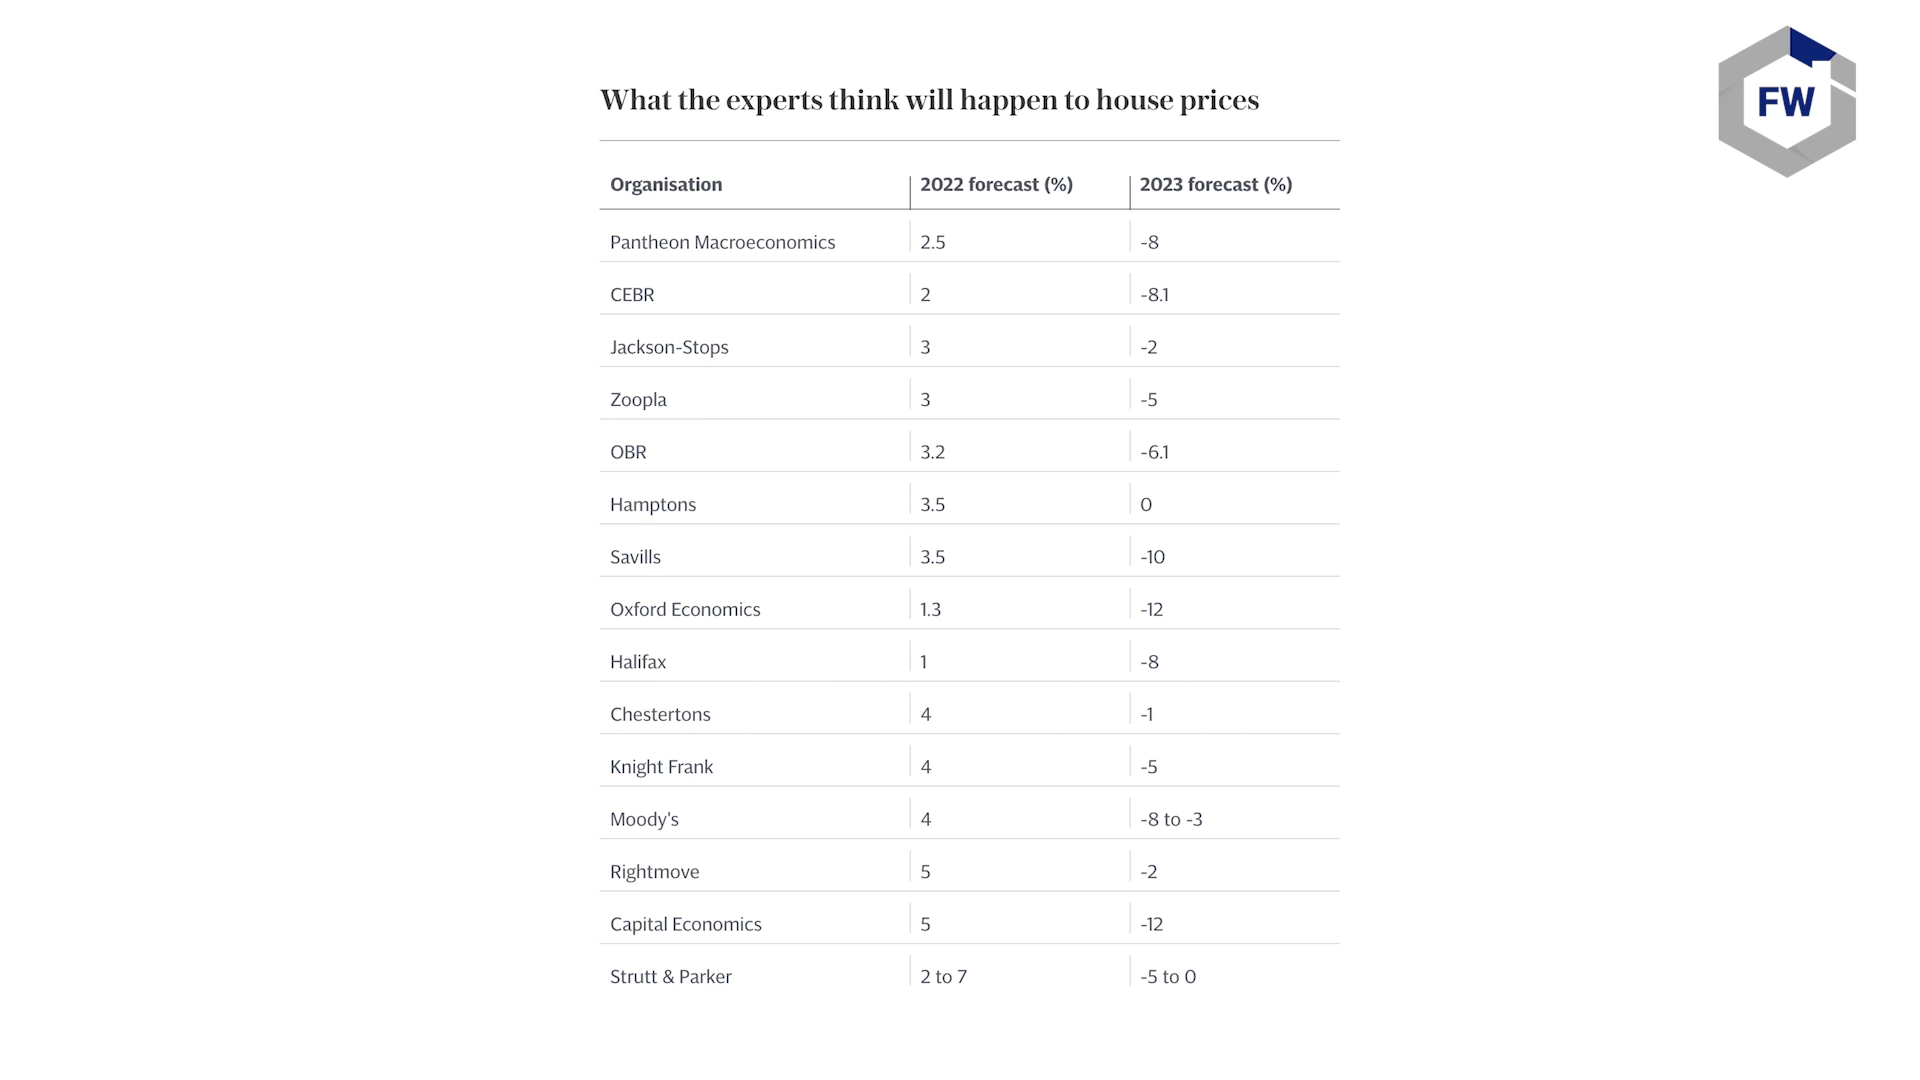 What the experts think will happen to house prices
FW
Organisation 2022 forecast (%) 2023 forecast (%)
Pantheon Macroeconomics 2.5 -8
CEBR 2 -8.1
Jackson-Stops 3 -2
Zoopla 3 -5
OBR 3.2 -6.1
Hamptons 3.5 0
Savills 3.5 -10
Oxford Economics 1.3 -12
Halifax 1 -8
Chestertons 4 -1
Knight Frank 4 -5
Moody's 4 -8 to -3
Rightmove 5 -2
Capital Economics 5 -12
Strutt & Parker 2 to 7 -5 to 0